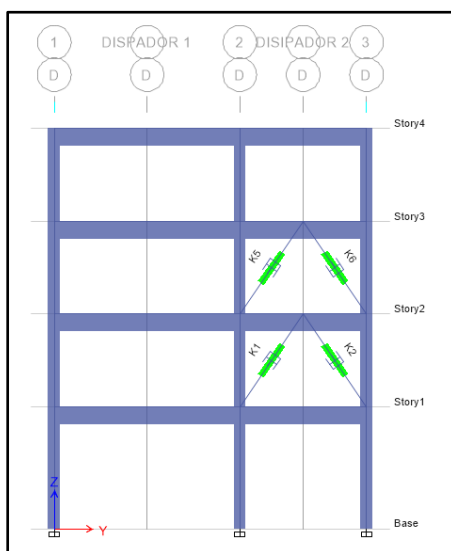 1 DISPADOR 1 2 DISIPADOR 2 3
D D D D D
Story4
Story3
K5 K6
Story2
K1 K2
Story1
Z
Y
Base